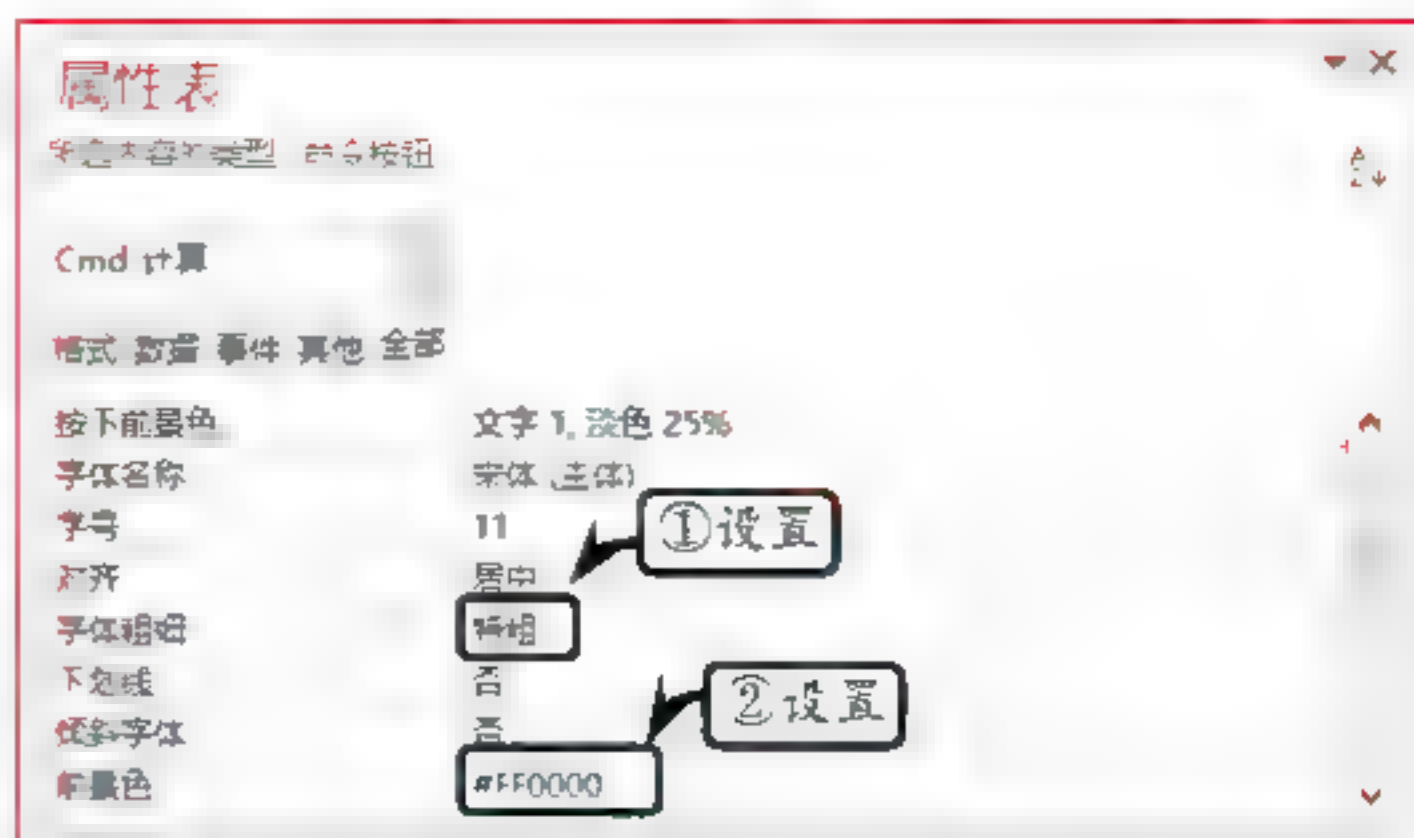 属性表
所选内容的类型: 命令按钮
Cmd 计算
格式 数据 事件 其他 全部
按下前景色 文字 1, 淡色 25%
字体名称 宋体 (主体)
字号 11
①设置
对齐 居中
字体粗细 特粗
下划线 否
②设置
倾斜字体 否
前景色 #FF0000